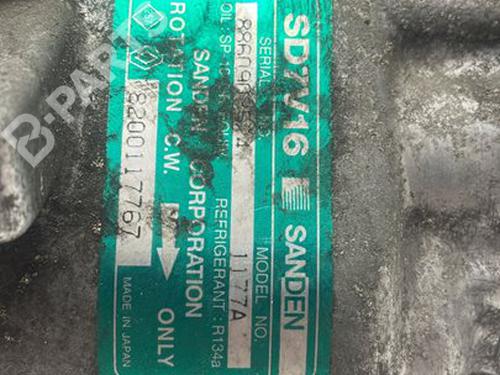 SD7V16 SANDEN
SERIAL MODEL NO.
1177A
REFRIGERANT : R134a
SANDEN CORPORATION
ROTATION C.W. ONLY
8200117767
MADE IN JAPAN
B-PARTS